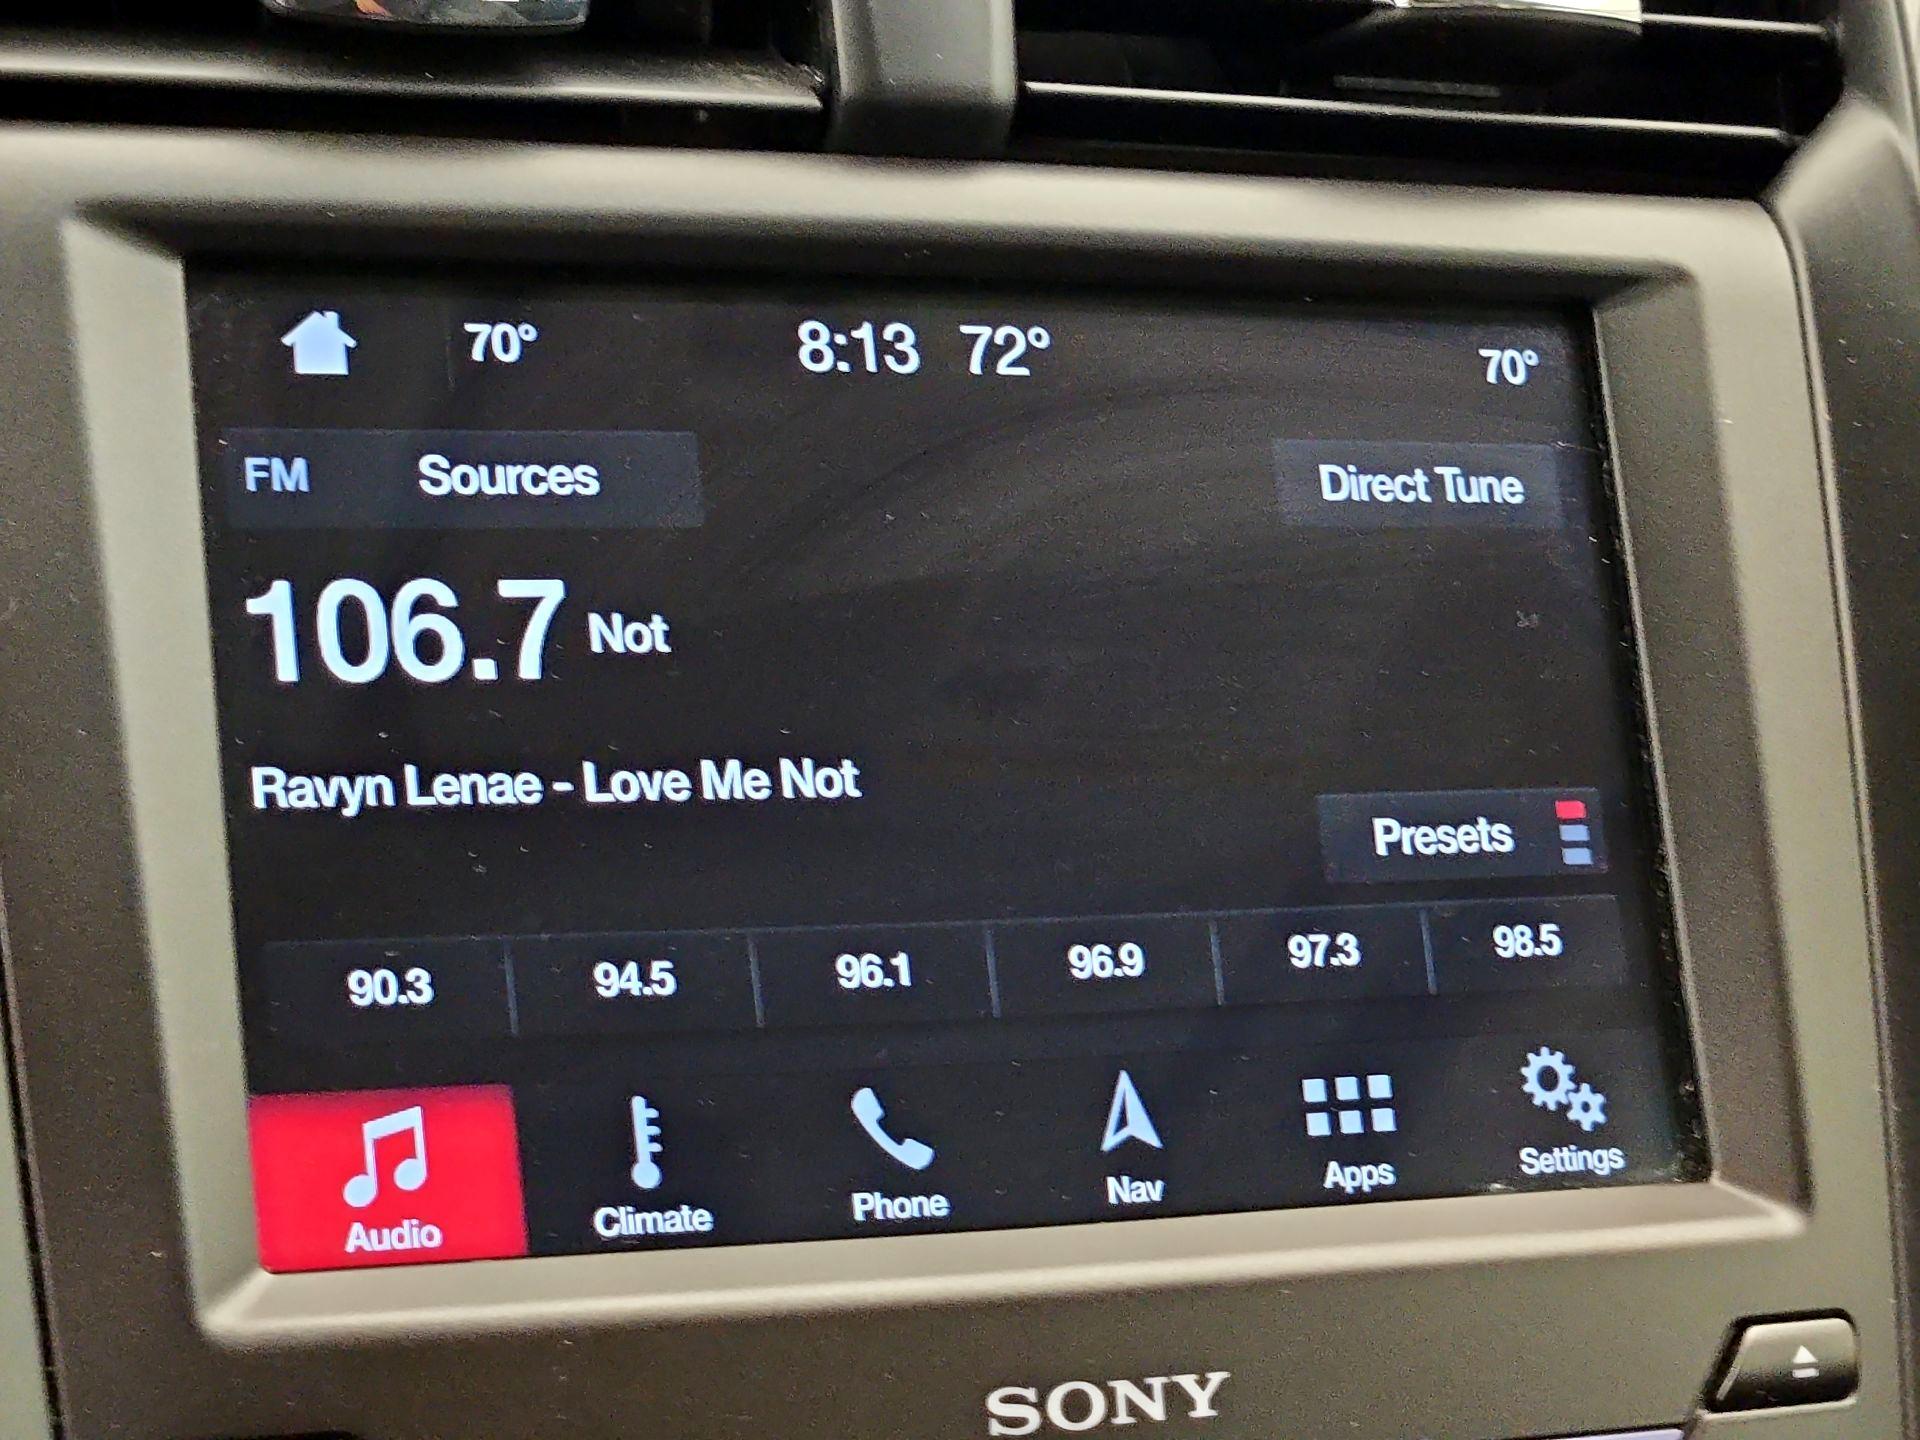 70° 8:13 72° 70°
FM Sources Direct Tune
106.7 Not
Ravyn Lenae - Love Me Not
Presets
90.3 94.5 96.1 96.9 97.3 98.5
Audio Climate Phone Nav Apps Settings
SONY